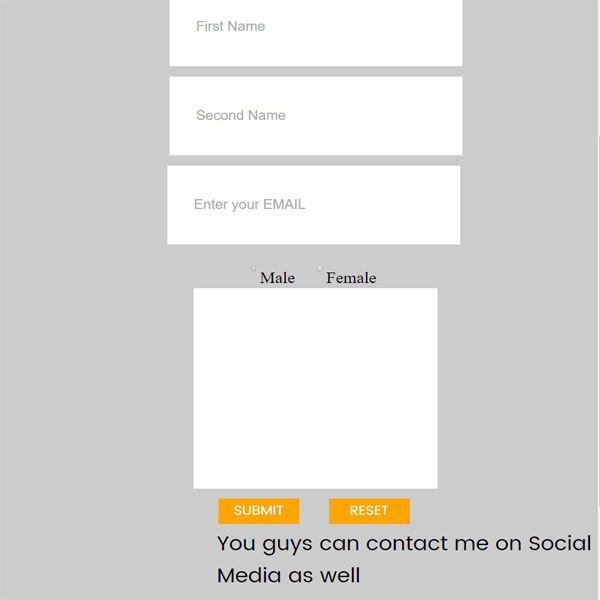 First Name
Second Name
Enter your EMAIL
Male Female
SUBMIT RESET
You guys can contact me on Social
Media as well